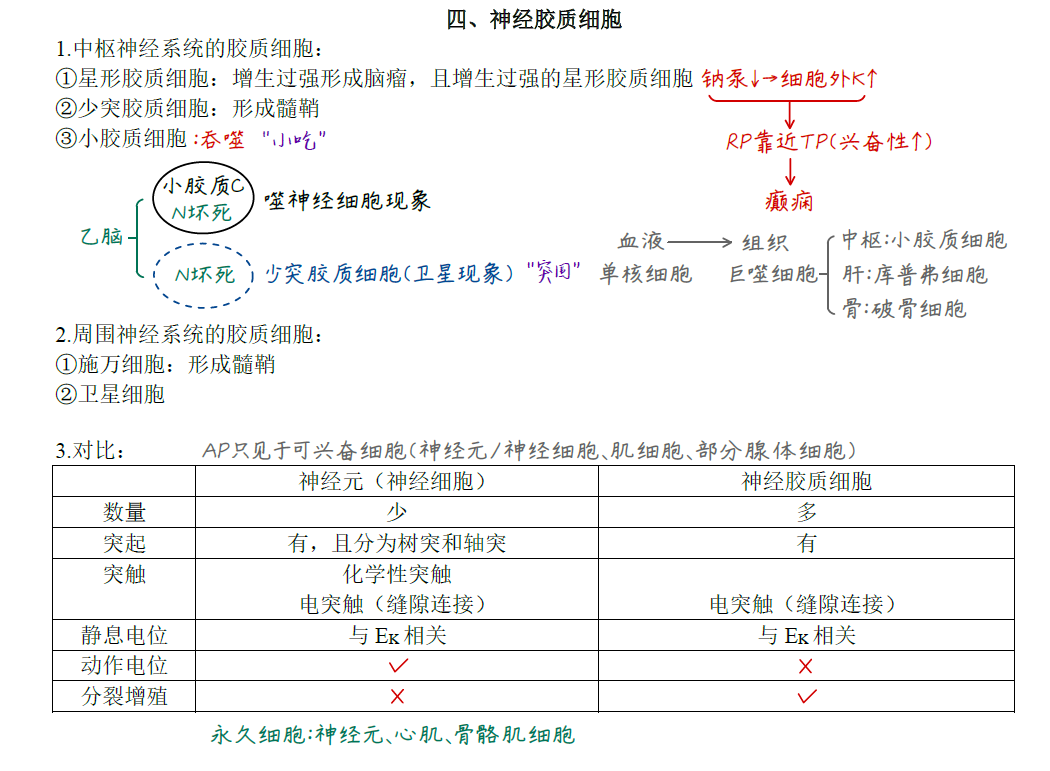 四、神经胶质细胞
1.中枢神经系统的胶质细胞：
①星形胶质细胞：增生过强形成脑瘤，且增生过强的星形胶质细胞 钠泵↓→细胞外K↑
②少突胶质细胞：形成髓鞘
③小胶质细胞：吞噬 "小吃"
RP靠近TP(兴奋性↑)
癫痫
乙脑
小胶质C
N坏死
噬神经细胞现象
N坏死
少突胶质细胞(卫星现象) "突围"
血液→组织
单核细胞 巨噬细胞
中枢:小胶质细胞
肝:库普弗细胞
骨:破骨细胞
2.周围神经系统的胶质细胞：
①施万细胞：形成髓鞘
②卫星细胞
3.对比： AP只见于可兴奋细胞(神经元/神经细胞、肌细胞、部分腺体细胞)
神经元（神经细胞） 神经胶质细胞
数量 少 多
突起 有，且分为树突和轴突 有
突触 化学性突触
电突触（缝隙连接） 电突触（缝隙连接）
静息电位 与 EK 相关 与 EK 相关
动作电位 ✓ ×
分裂增殖 × ✓
永久细胞:神经元、心肌、骨骼肌细胞